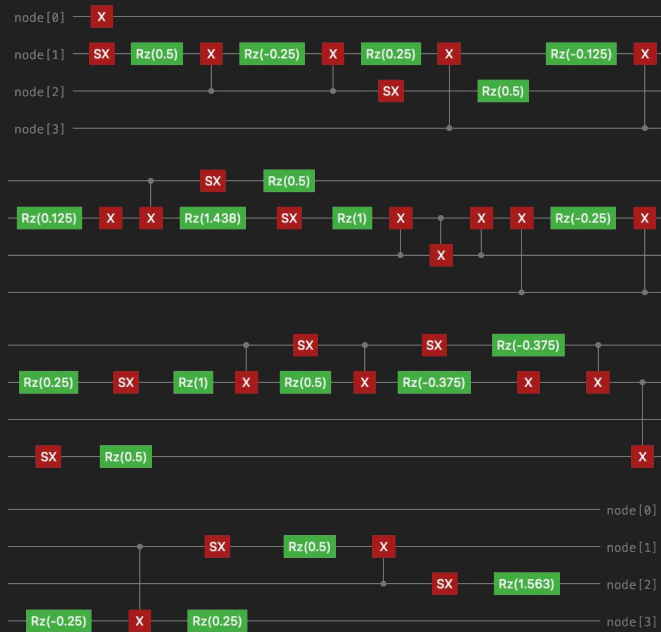 node[0] X
node[1] SX Rz(0.5) X Rz(-0.25) X Rz(0.25) X Rz(-0.125) X
node[2] SX Rz(0.5)
node[3]
SX Rz(0.5)
Rz(0.125) X X Rz(1.438) SX Rz(1) X X X Rz(-0.25) X
X
SX SX Rz(-0.375)
Rz(0.25) SX Rz(1) X Rz(0.5) X Rz(-0.375) X X
SX Rz(0.5) X
node[0]
SX Rz(0.5) X node[1]
SX Rz(1.563) node[2]
Rz(-0.25) X Rz(0.25) node[3]